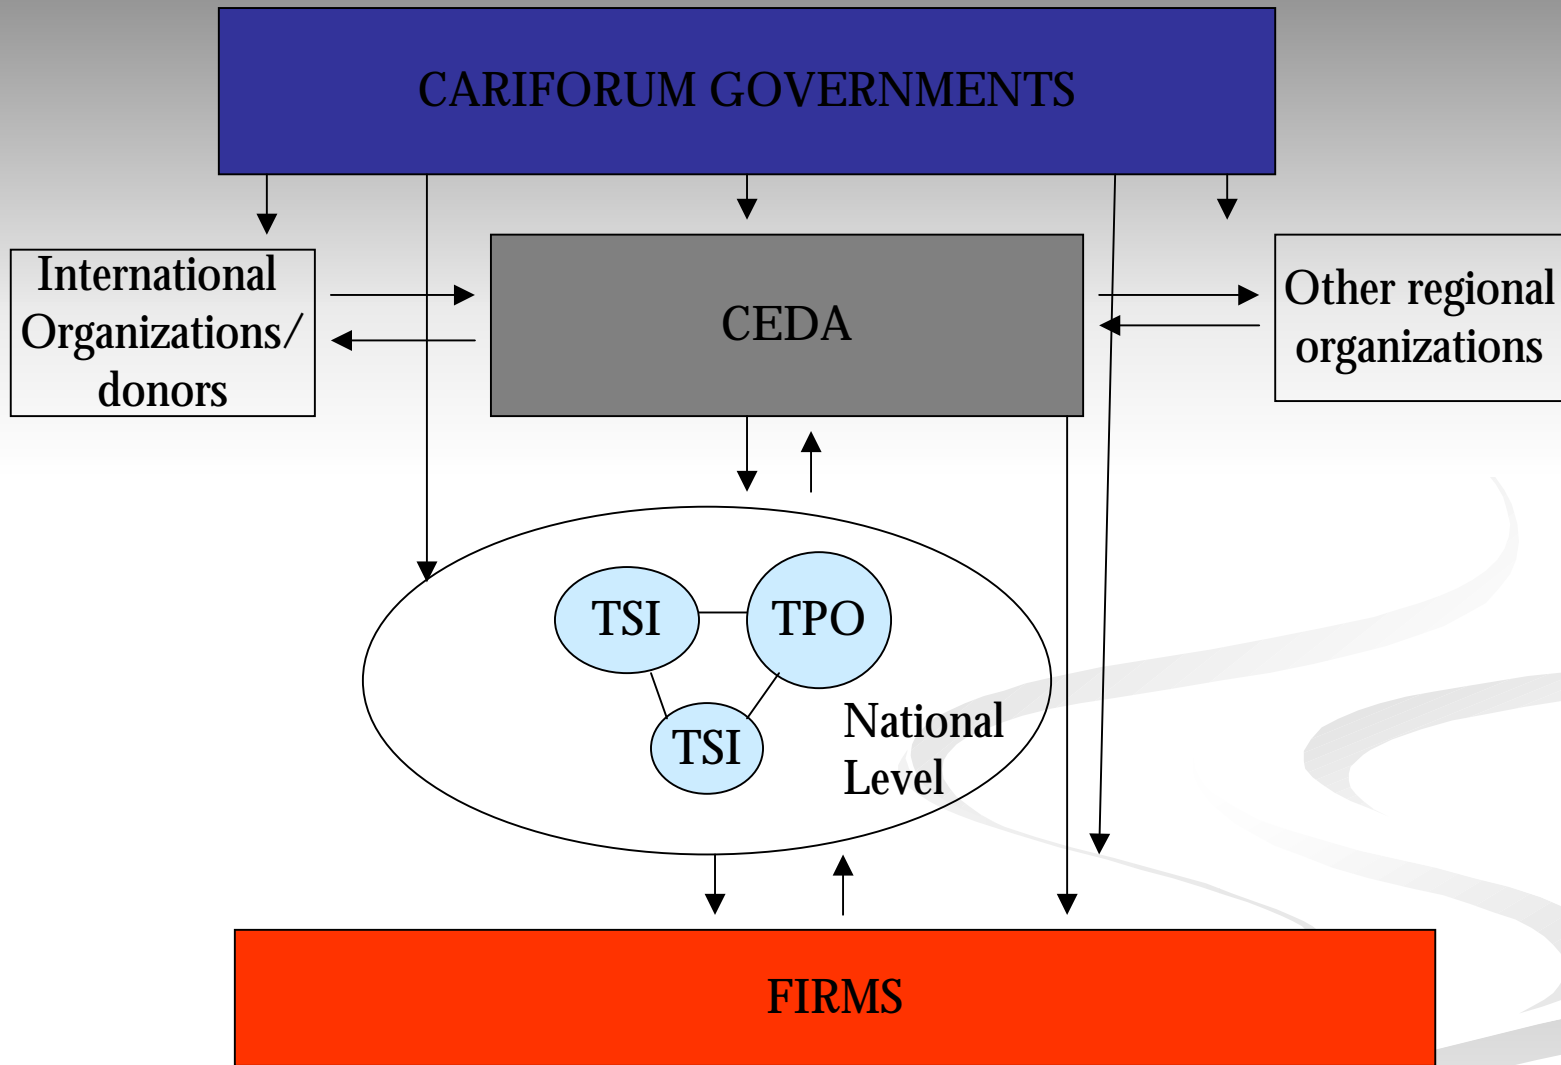 CARIFORUM GOVERNMENTS
International
Organizations/
donors
CEDA
Other regional
organizations
TSI
TPO
TSI
National
Level
FIRMS